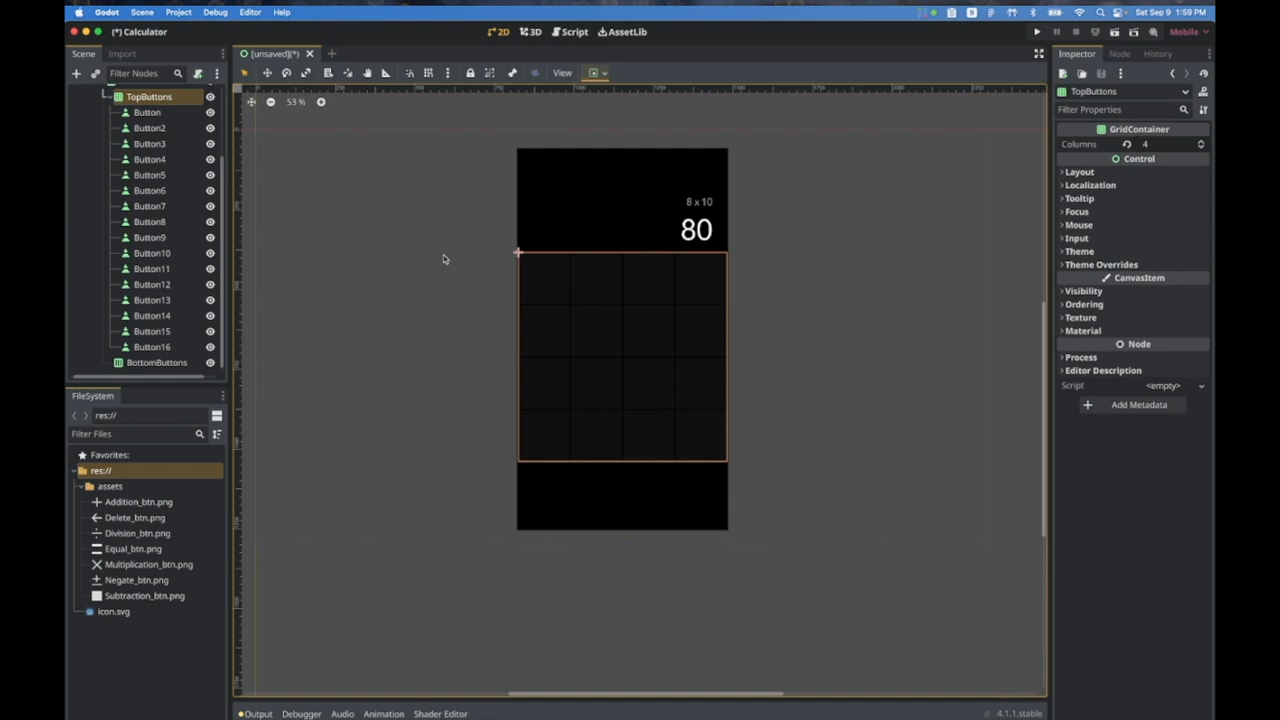 Godot Scene Project Debug Editor Help
Sat Sep 9 1:59 PM
(*) Calculator
2D 3D Script AssetLib
Mobile
Scene Import
[unsaved](*)
Inspector Node History
Filter Nodes
View
TopButtons
Button
Button2
Button3
Button4
Button5
Button6
Button7
Button8
Button9
Button10
Button11
Button12
Button13
Button14
Button15
Button16
BottomButtons
FileSystem
res://
Filter Files
Favorites:
res://
assets
Addition_btn.png
Delete_btn.png
Division_btn.png
Equal_btn.png
Multiplication_btn.png
Negate_btn.png
Subtraction_btn.png
icon.svg
53 %
8 x 10
80
TopButtons
Filter Properties
GridContainer
Columns 4
Control
Layout
Localization
Tooltip
Focus
Mouse
Input
Theme
Theme Overrides
CanvasItem
Visibility
Ordering
Texture
Material
Node
Process
Editor Description
Script <empty>
Add Metadata
Output Debugger Audio Animation Shader Editor
4.1.1.stable